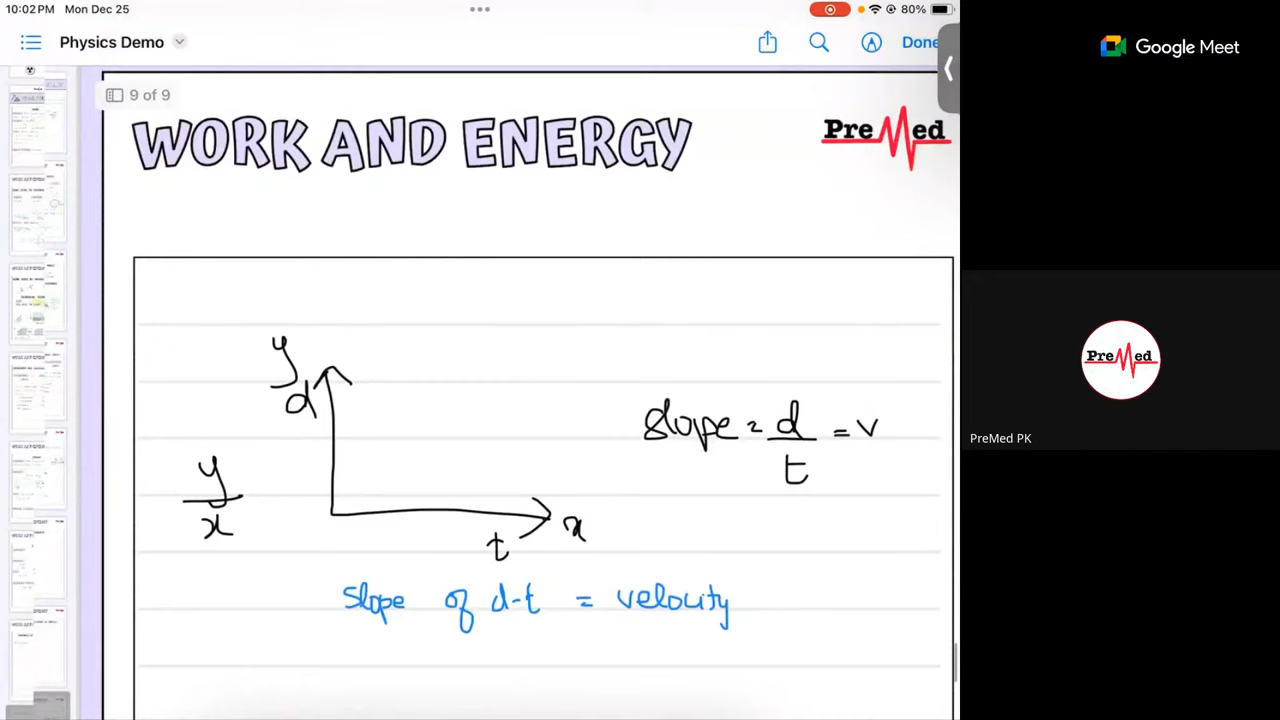 10:02 PM Mon Dec 25
80%
Physics Demo
Done
Google Meet
9 of 9
WORK AND ENERGY
PreMed
y
d
slope = d/t = v
y/x
x
t
slope of d-t = velocity
PreMed
PreMed PK